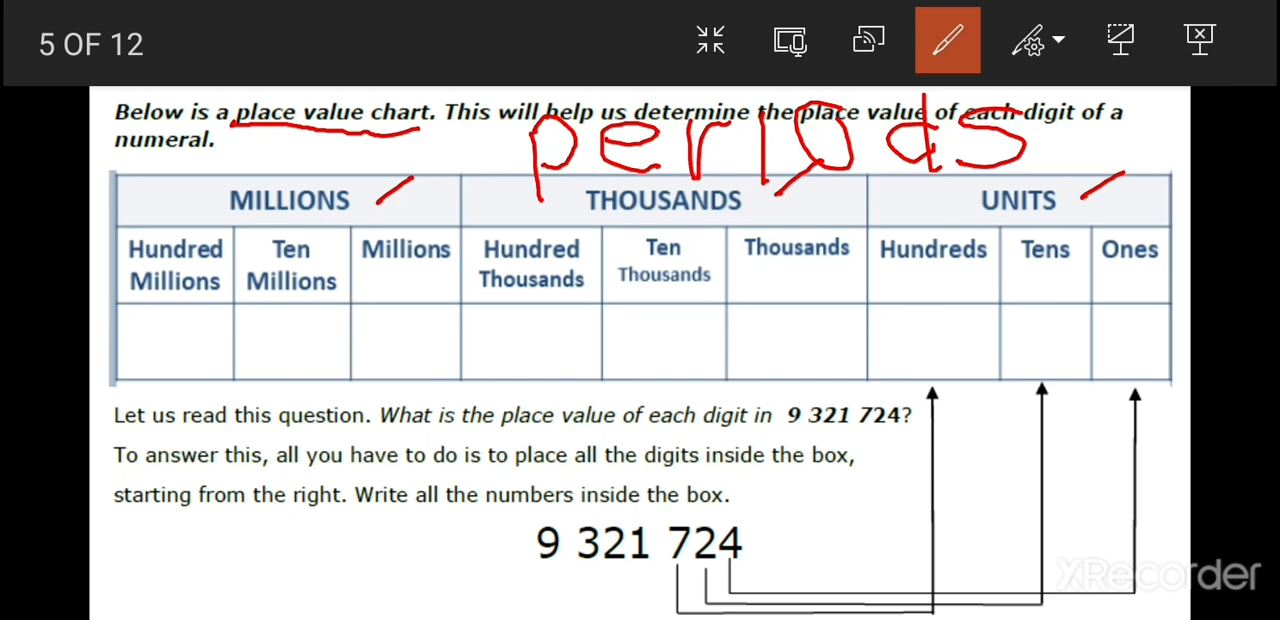 5 OF 12
Below is a place value chart. This will help us determine the place value of each digit of a
numeral.
periods
MILLIONS THOUSANDS UNITS
Hundred Millions Ten Millions Millions Hundred Thousands Ten Thousands Thousands Hundreds Tens Ones
Let us read this question. What is the place value of each digit in 9 321 724?
To answer this, all you have to do is to place all the digits inside the box,
starting from the right. Write all the numbers inside the box.
9 321 724
XRecorder